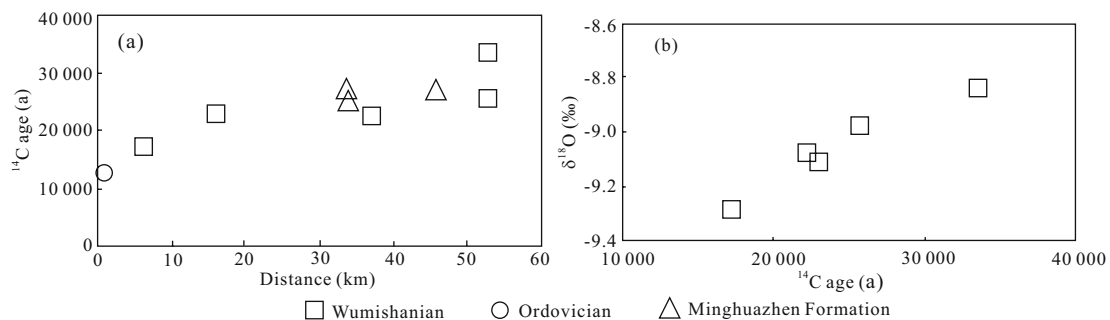 (a)
40 000
30 000
20 000
10 000
0
¹⁴C age (a)
0 10 20 30 40 50 60
Distance (km)
(b)
-8.6
-8.8
-9.0
-9.2
-9.4
δ¹⁸O (‰)
10 000 20 000 30 000 40 000
¹⁴C age (a)
Wumishanian Ordovician Minghuazhen Formation